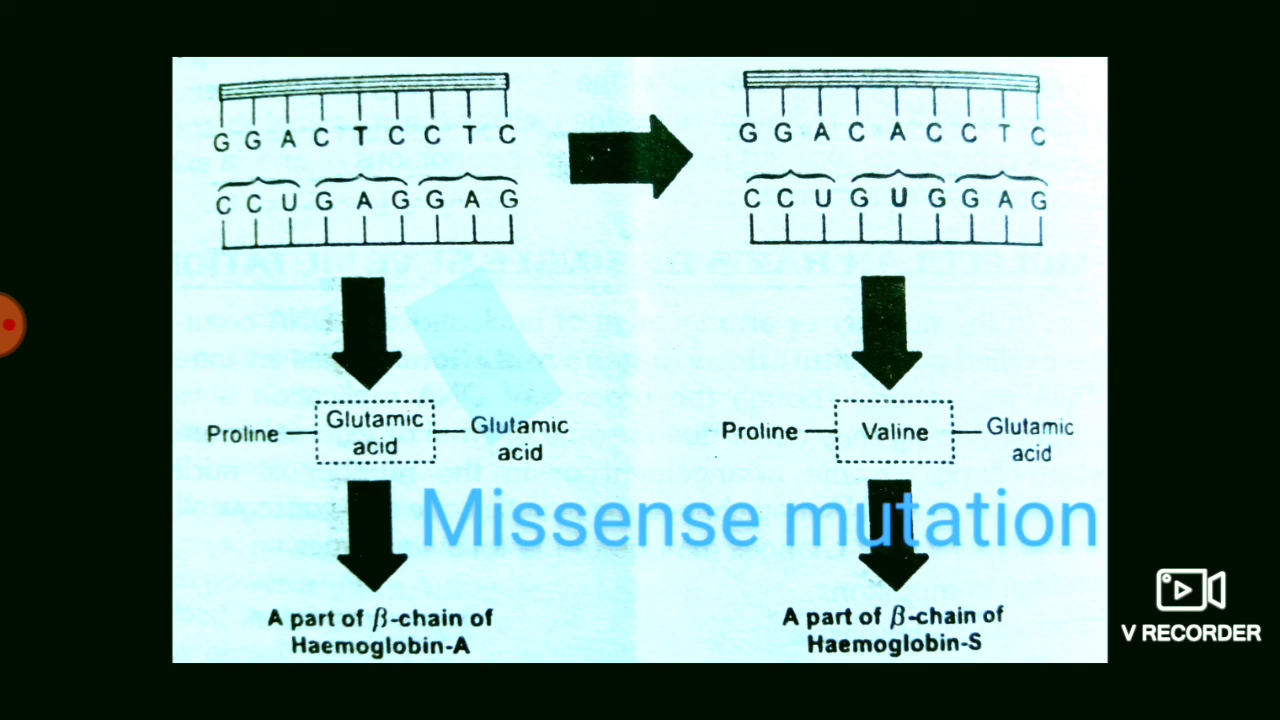 G G A C T C C T C
G G A C A C C T C
C C U G A G G A G
C C U G U G G A G
Proline
Glutamic
acid
Glutamic
acid
Proline
Valine
Glutamic
acid
Missense mutation
A part of β-chain of
Haemoglobin-A
A part of β-chain of
Haemoglobin-S
V RECORDER